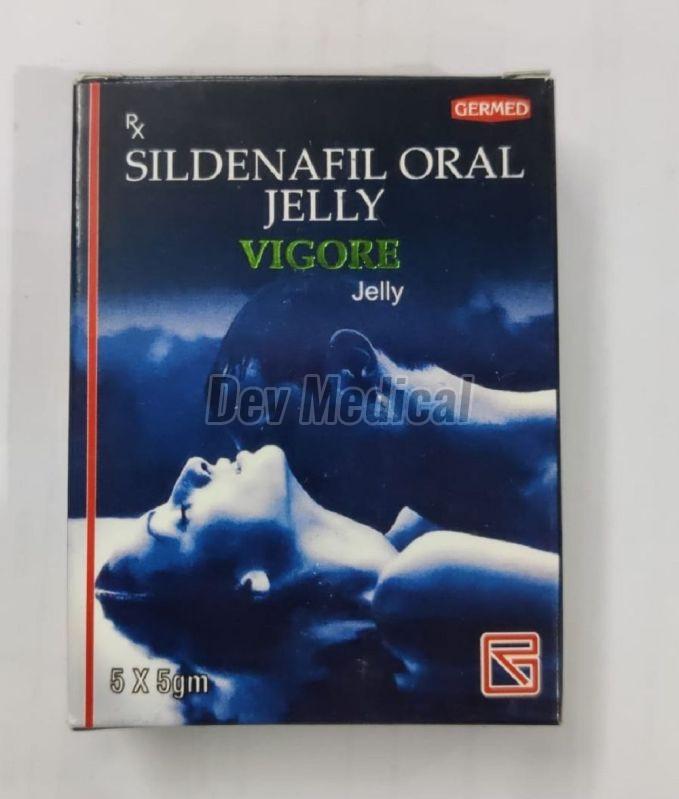 GERMED
Rx
SILDENAFIL ORAL
JELLY
VIGORE
Jelly
Dev Medical
5 X 5gm